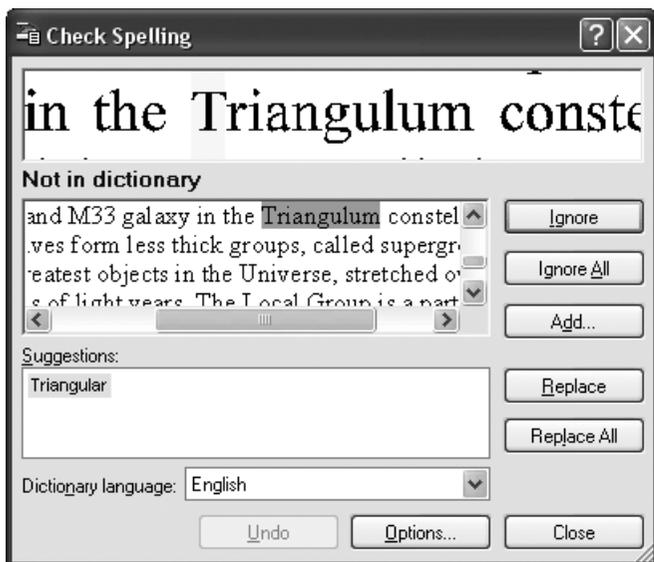 Check Spelling
in the Triangulum conste
Not in dictionary
and M33 galaxy in the Triangulum constel
ves form less thick groups, called supergr
reatest objects in the Universe, stretched o
s of light years. The Local Group is a part
Ignore
Ignore All
Add...
Suggestions:
Triangular
Replace
Replace All
Dictionary language: English
Undo
Options...
Close